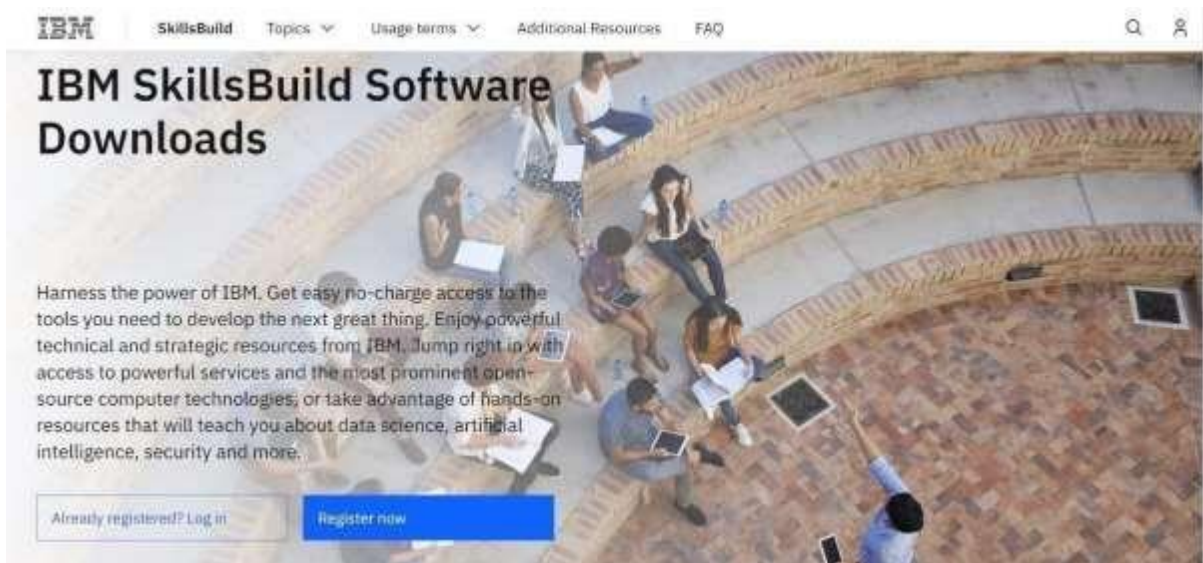 IBM SkillsBuild Topics Usage terms Additional Resources FAQ
IBM SkillsBuild Software
Downloads
Harness the power of IBM. Get easy no-charge access to the
tools you need to develop the next great thing. Enjoy powerful
technical and strategic resources from IBM. Jump right in with
access to powerful services and the most prominent open-
source computer technologies, or take advantage of hands-on
resources that will teach you about data science, artificial
intelligence, security and more.
Already registered? Log in
Register now